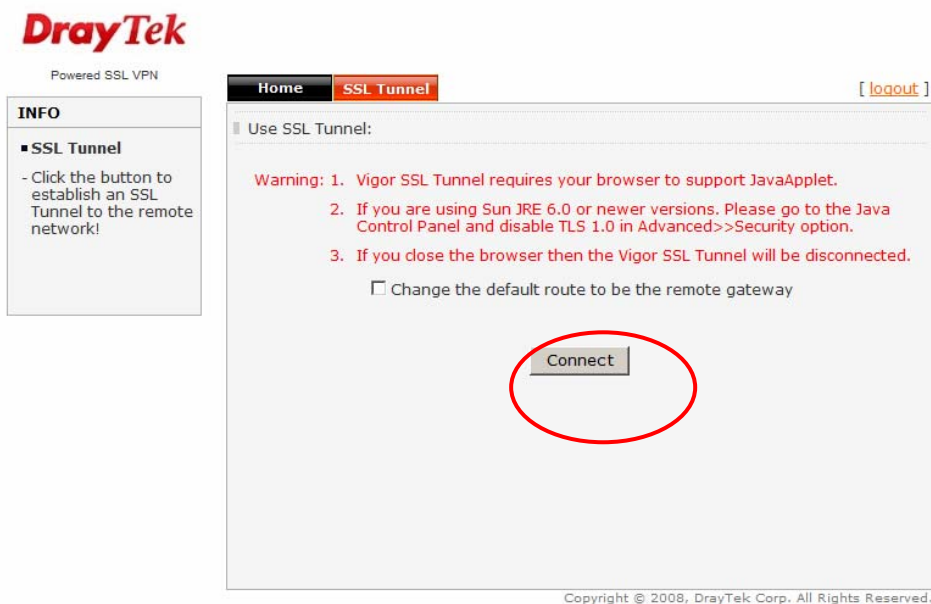 DrayTek
Powered SSL VPN
INFO
SSL Tunnel
- Click the button to
establish an SSL
Tunnel to the remote
network!
Home
SSL Tunnel
[ logout ]
Use SSL Tunnel:
Warning: 1. Vigor SSL Tunnel requires your browser to support JavaApplet.
2. If you are using Sun JRE 6.0 or newer versions. Please go to the Java
Control Panel and disable TLS 1.0 in Advanced>>Security option.
3. If you close the browser then the Vigor SSL Tunnel will be disconnected.
Change the default route to be the remote gateway
Connect
Copyright © 2008, DrayTek Corp. All Rights Reserved.